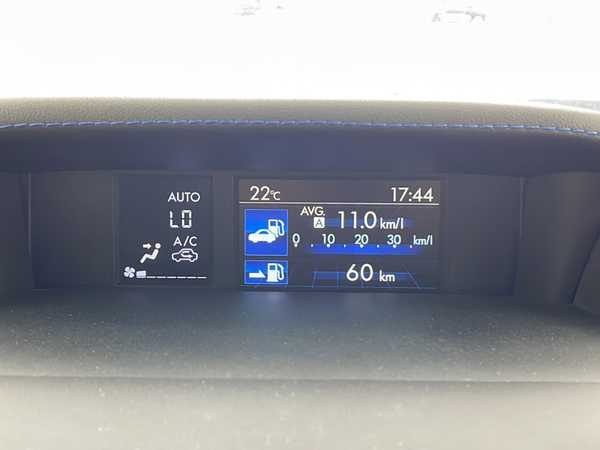 AUTO
LO
A/C
22°C 17:44
AVG.
A 11.0 km/l
0 . 10 . 20 . 30 . km/l
60 km